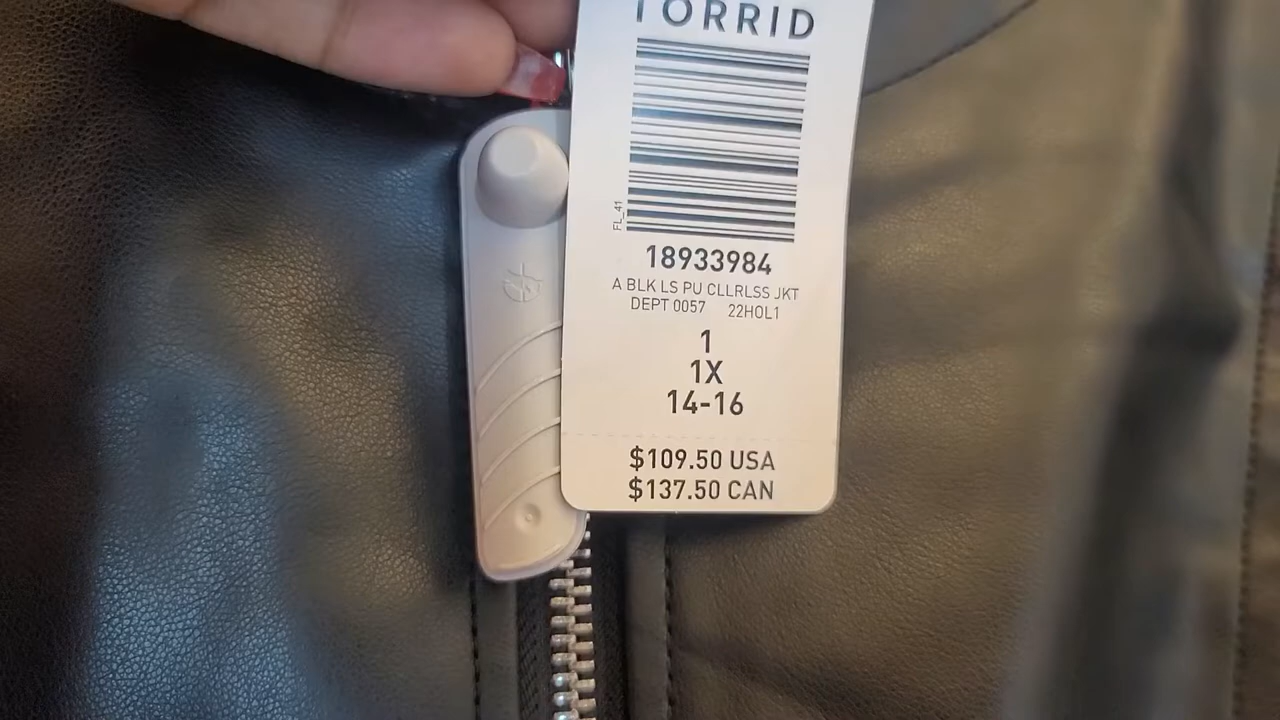 TORRID
FL_41
18933984
A BLK LS PU CLLRLSS JKT
DEPT 0057 22HOL1
1
1X
14-16
$109.50 USA
$137.50 CAN